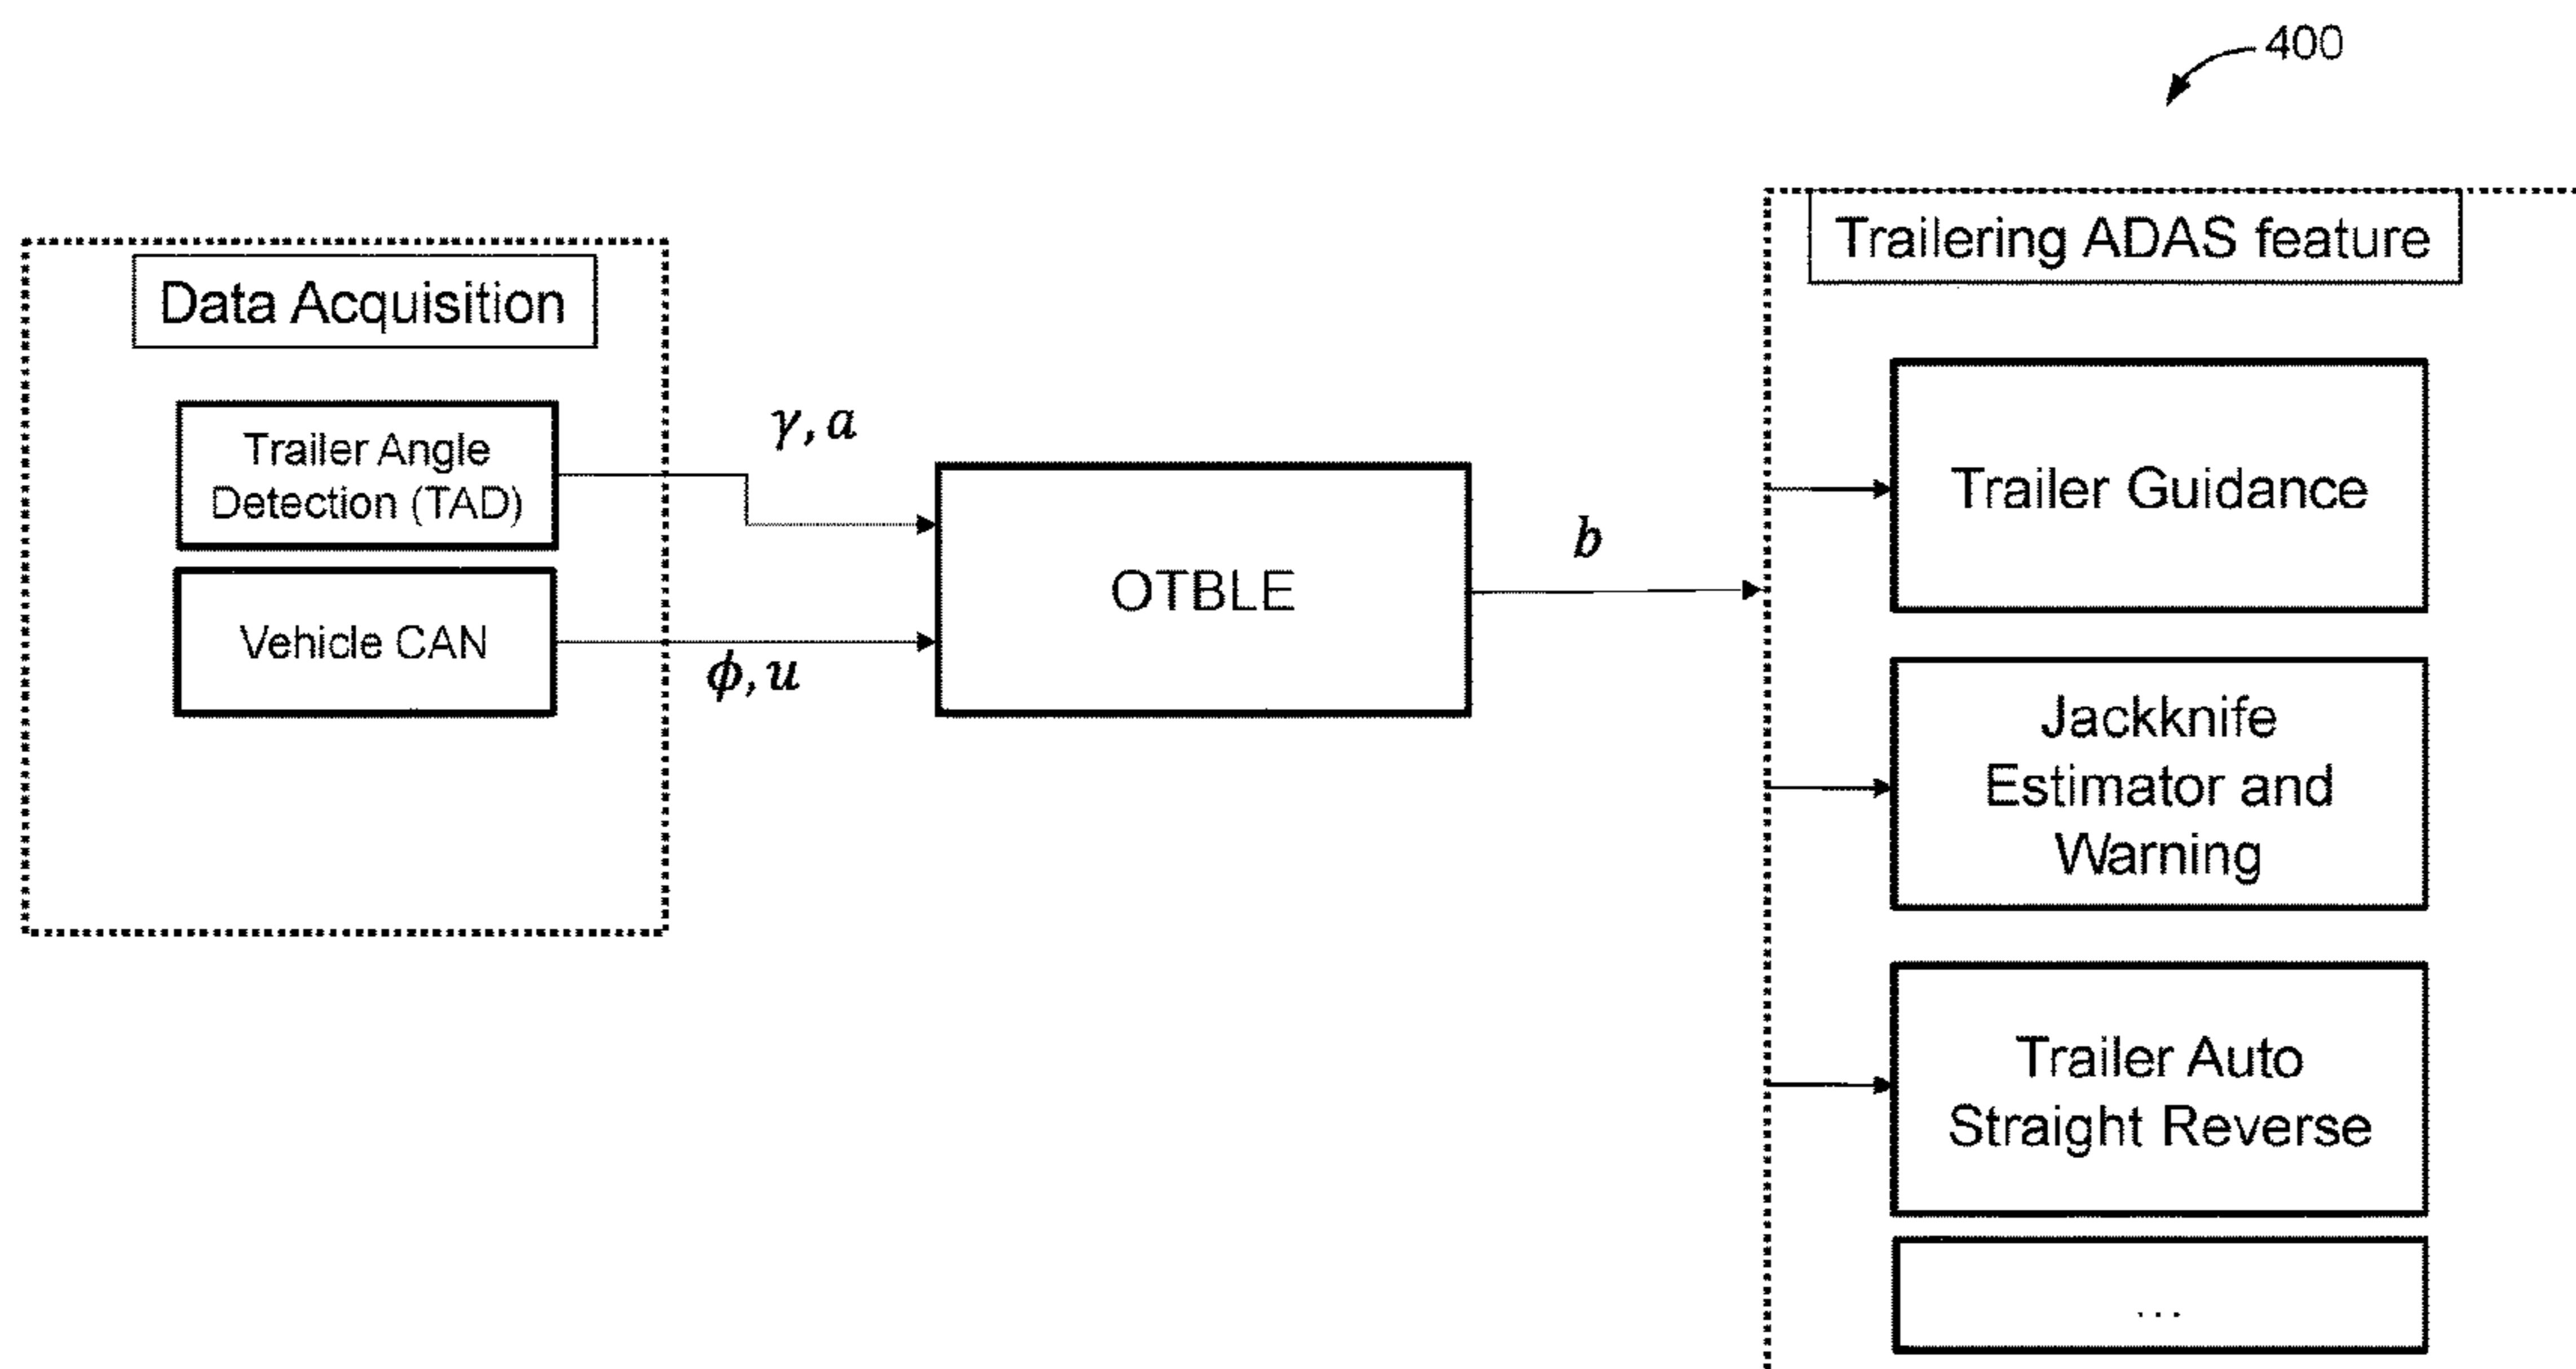 400
Data Acquisition
Trailer Angle
Detection (TAD)
Vehicle CAN
γ, a
ϕ, u
OTBLE
b
Trailering ADAS feature
Trailer Guidance
Jackknife
Estimator and
Warning
Trailer Auto
Straight Reverse
...